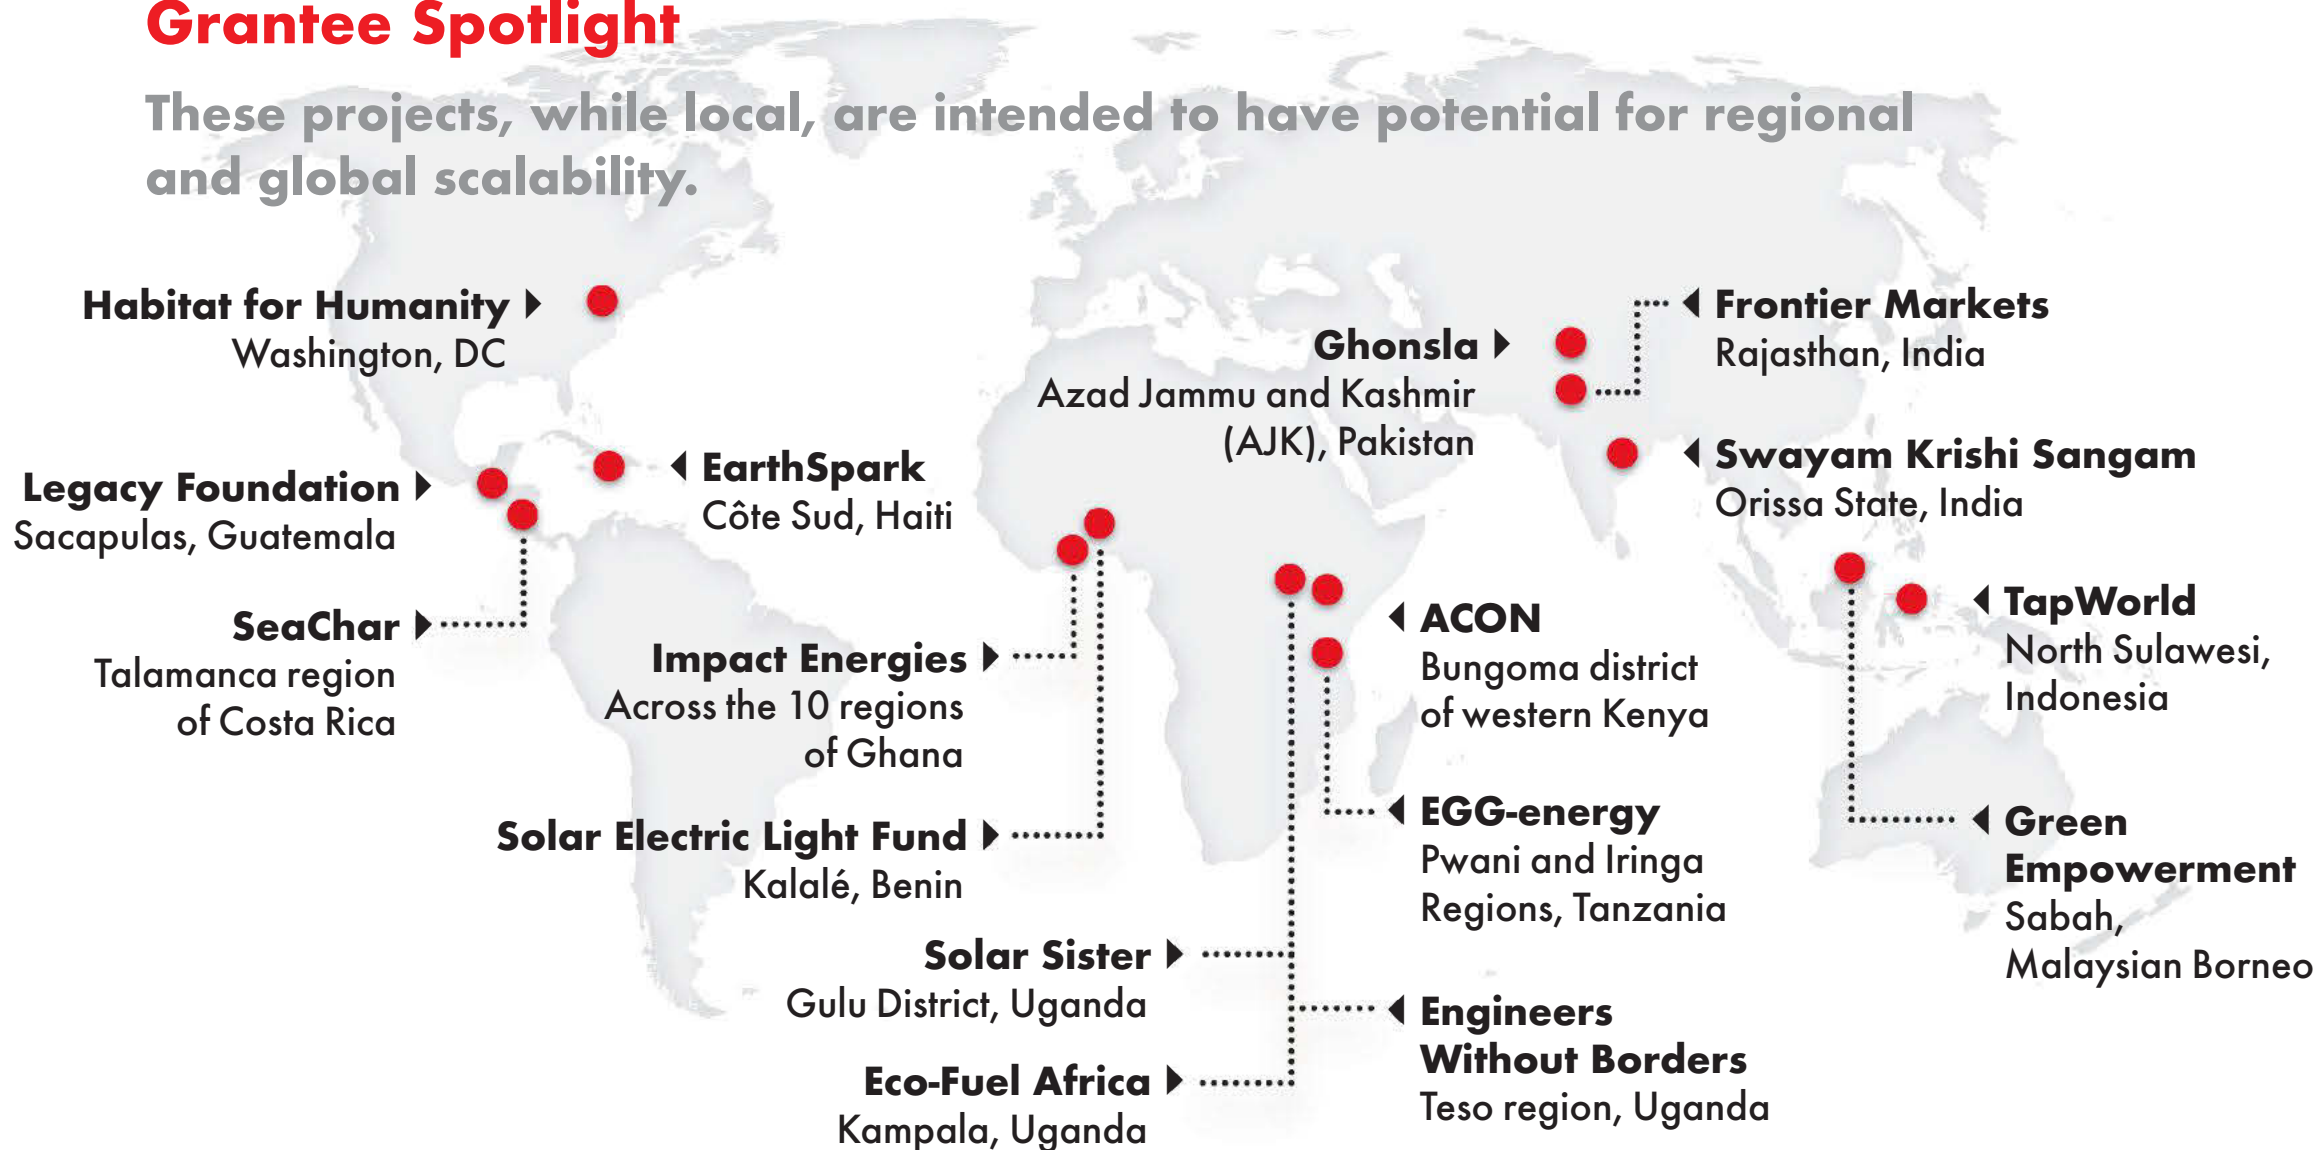 Grantee Spotlight
These projects, while local, are intended to have potential for regional
and global scalability.
Habitat for Humanity
Washington, DC
Legacy Foundation
Sacapulas, Guatemala
SeaChar
Talamanca region
of Costa Rica
EarthSpark
Côte Sud, Haiti
Impact Energies
Across the 10 regions
of Ghana
Solar Electric Light Fund
Kalalé, Benin
Solar Sister
Gulu District, Uganda
Eco-Fuel Africa
Kampala, Uganda
Ghonsla
Azad Jammu and Kashmir
(AJK), Pakistan
Frontier Markets
Rajasthan, India
Swayam Krishi Sangam
Orissa State, India
ACON
Bungoma district
of western Kenya
EGG-energy
Pwani and Iringa
Regions, Tanzania
Engineers
Without Borders
Teso region, Uganda
TapWorld
North Sulawesi,
Indonesia
Green
Empowerment
Sabah,
Malaysian Borneo